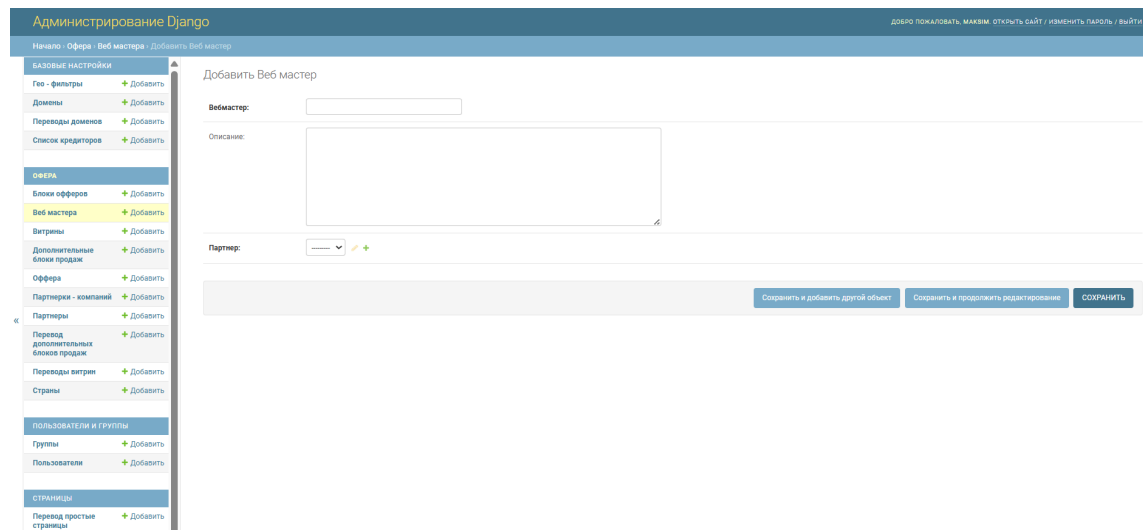 Администрирование Django
ДОБРО ПОЖАЛОВАТЬ, MAKSIM. ОТКРЫТЬ САЙТ / ИЗМЕНИТЬ ПАРОЛЬ / ВЫЙТИ
Начало › Офера › Веб мастера › Добавить Веб мастер
БАЗОВЫЕ НАСТРОЙКИ
Гео - фильтры + Добавить
Домены + Добавить
Переводы доменов + Добавить
Список кредиторов + Добавить
ОФЕРА
Блоки офферов + Добавить
Веб мастера + Добавить
Витрины + Добавить
Дополнительные + Добавить
блоки продаж
Оффера + Добавить
Партнерки - компаний + Добавить
Партнеры + Добавить
Перевод + Добавить
дополнительных
блоков продаж
Переводы витрин + Добавить
Страны + Добавить
ПОЛЬЗОВАТЕЛИ И ГРУППЫ
Группы + Добавить
Пользователи + Добавить
СТРАНИЦЫ
Перевод простые + Добавить
страницы
«
Добавить Веб мастер
Вебмастер:
Описание:
Партнер: ---------
Сохранить и добавить другой объект
Сохранить и продолжить редактирование
СОХРАНИТЬ